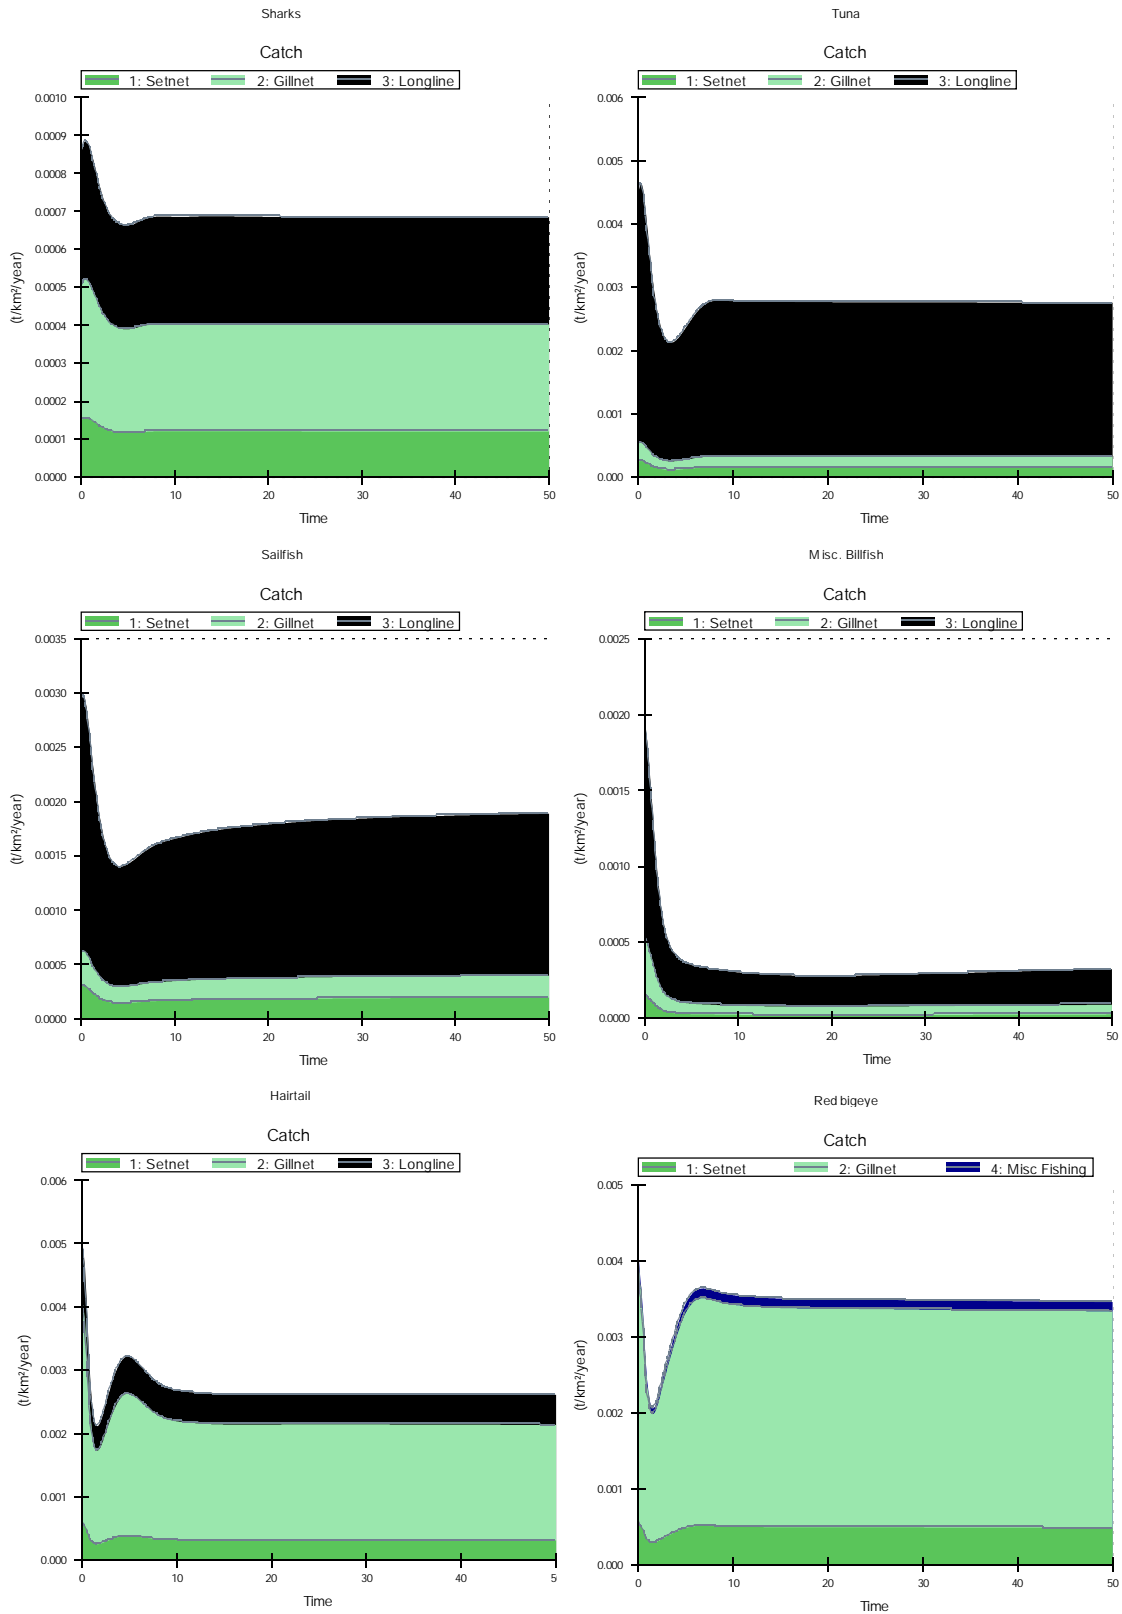 Sharks
Catch
1: Setnet 2: Gillnet 3: Longline
0.0010
0.0009
0.0008
0.0007
0.0006
0.0005
0.0004
0.0003
0.0002
0.0001
0.0000
(t/km²/year)
0 10 20 30 40 50
Time
Tuna
Catch
1: Setnet 2: Gillnet 3: Longline
0.006
0.005
0.004
0.003
0.002
0.001
0.000
(t/km²/year)
0 10 20 30 40 50
Time
Sailfish
Catch
1: Setnet 2: Gillnet 3: Longline
0.0035
0.0030
0.0025
0.0020
0.0015
0.0010
0.0005
0.0000
(t/km²/year)
0 10 20 30 40 50
Time
Misc. Billfish
Catch
1: Setnet 2: Gillnet 3: Longline
0.0025
0.0020
0.0015
0.0010
0.0005
0.0000
(t/km²/year)
0 10 20 30 40 50
Time
Hairtail
Catch
1: Setnet 2: Gillnet 3: Longline
0.006
0.005
0.004
0.003
0.002
0.001
0.000
(t/km²/year)
0 10 20 30 40 5
Time
Red bigeye
Catch
1: Setnet 2: Gillnet 4: Misc Fishing
0.005
0.004
0.003
0.002
0.001
0.000
(t/km²/year)
0 10 20 30 40 50
Time